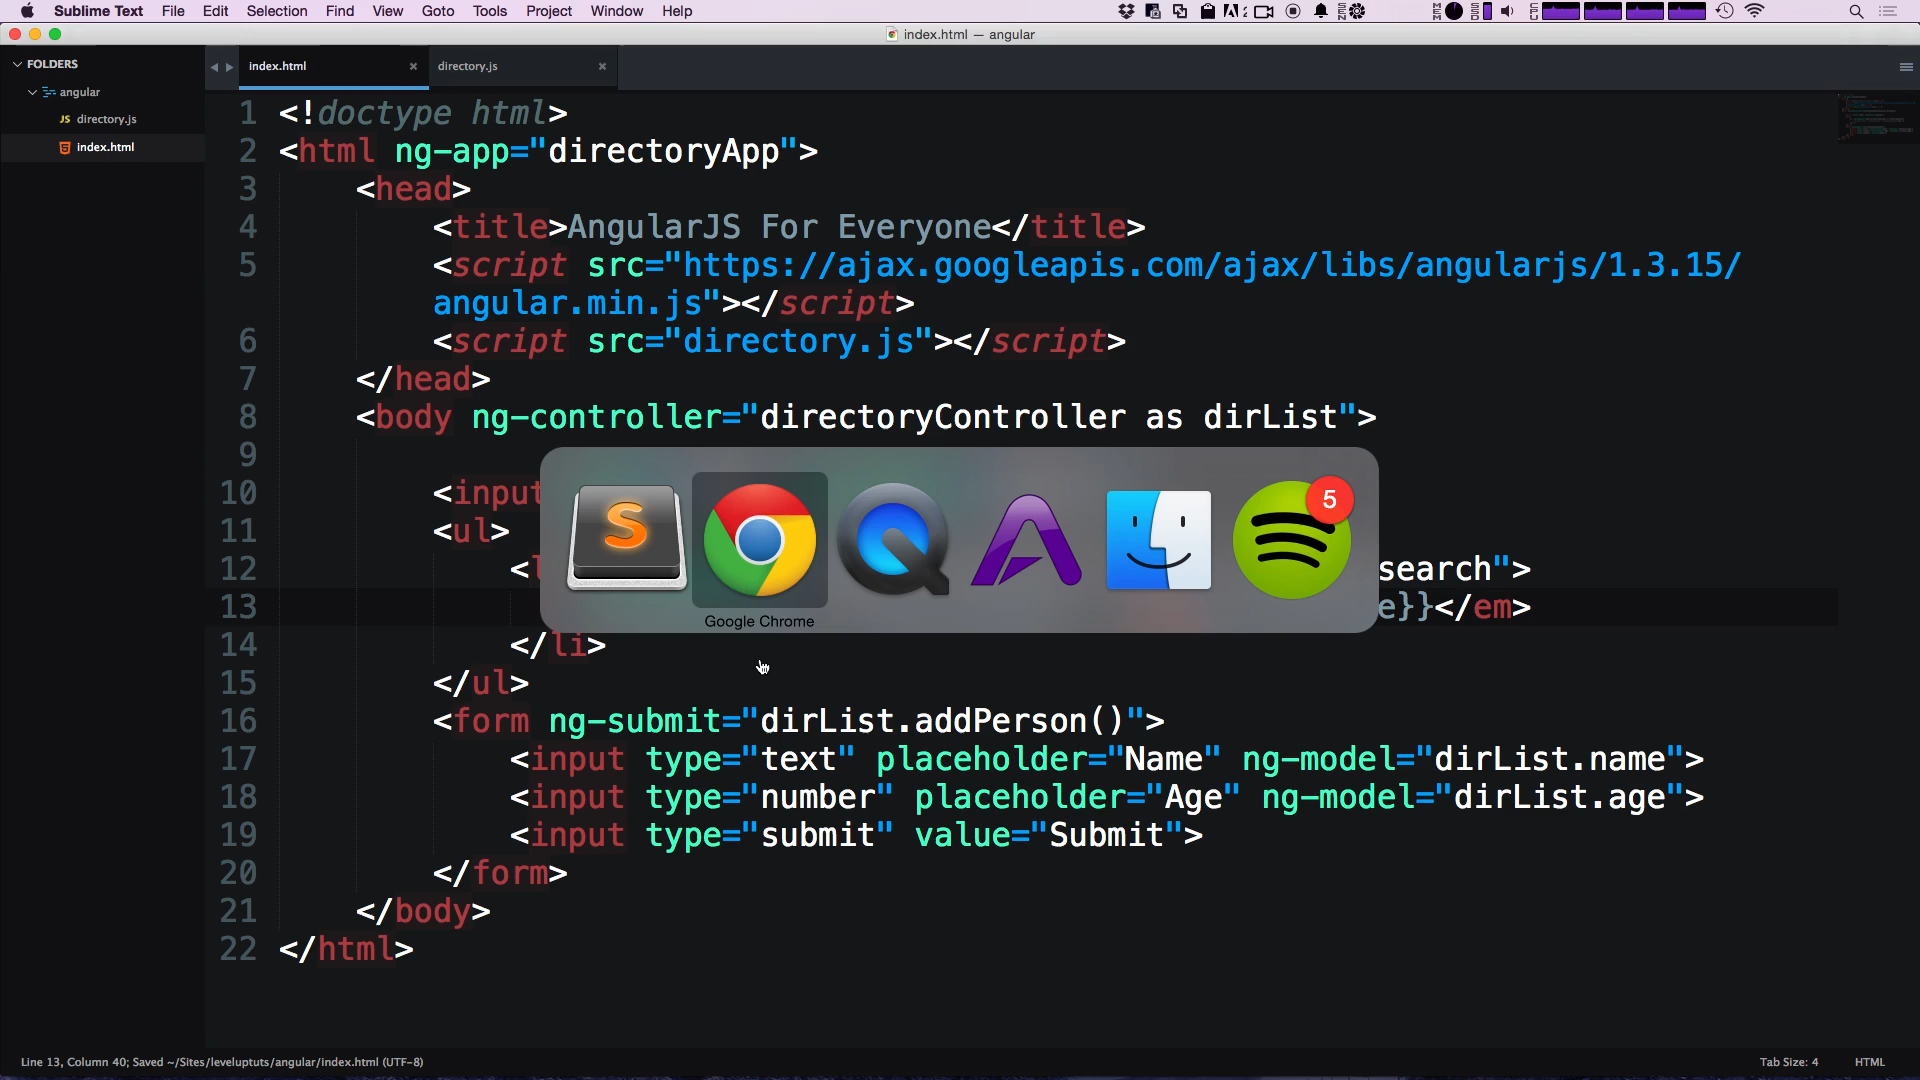 Sublime Text File Edit Selection Find View Goto Tools Project Window Help
index.html — angular
FOLDERS
angular
directory.js
index.html
index.html directory.js
1 <!doctype html>
2 <html ng-app="directoryApp">
3 <head>
4 <title>AngularJS For Everyone</title>
5 <script src="https://ajax.googleapis.com/ajax/libs/angularjs/1.3.15/
angular.min.js"></script>
6 <script src="directory.js"></script>
7 </head>
8 <body ng-controller="directoryController as dirList">
9
10 <input
11 <ul>
12 <l search">
13 e}}</em>
14 </li>
15 </ul>
16 <form ng-submit="dirList.addPerson()">
17 <input type="text" placeholder="Name" ng-model="dirList.name">
18 <input type="number" placeholder="Age" ng-model="dirList.age">
19 <input type="submit" value="Submit">
20 </form>
21 </body>
22 </html>
S 5
Google Chrome
Line 13, Column 40; Saved ~/Sites/leveluptuts/angular/index.html (UTF-8) Tab Size: 4 HTML